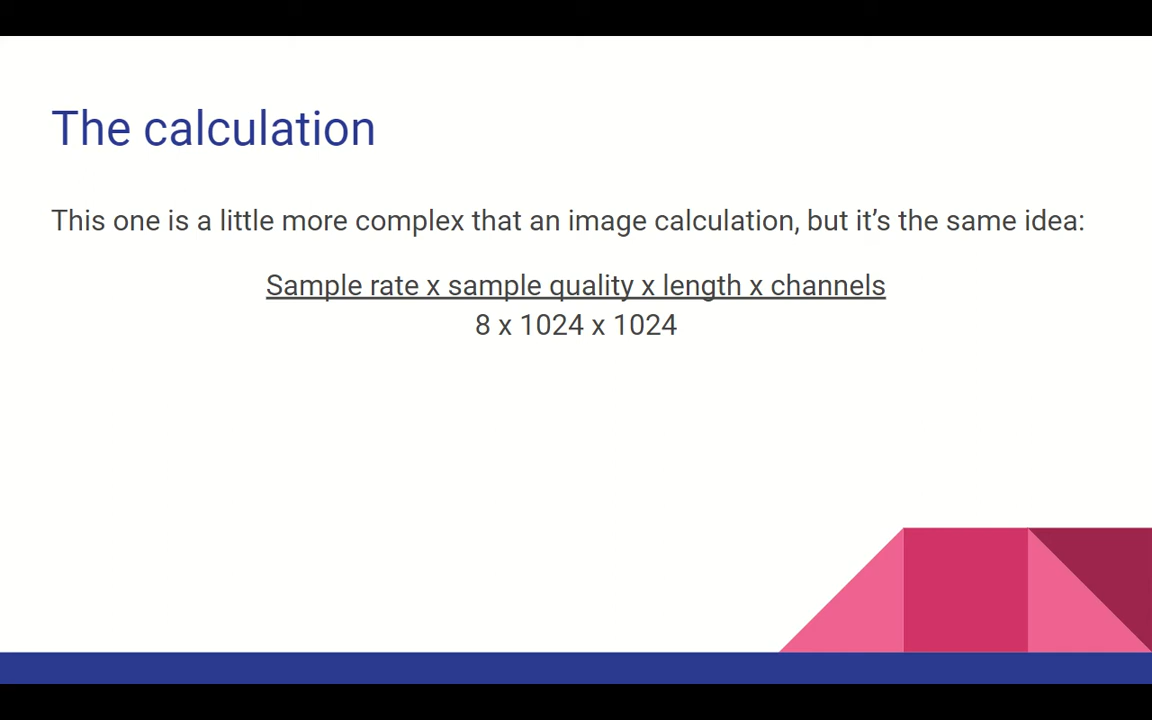 The calculation
This one is a little more complex that an image calculation, but it’s the same idea:
Sample rate x sample quality x length x channels
8 x 1024 x 1024